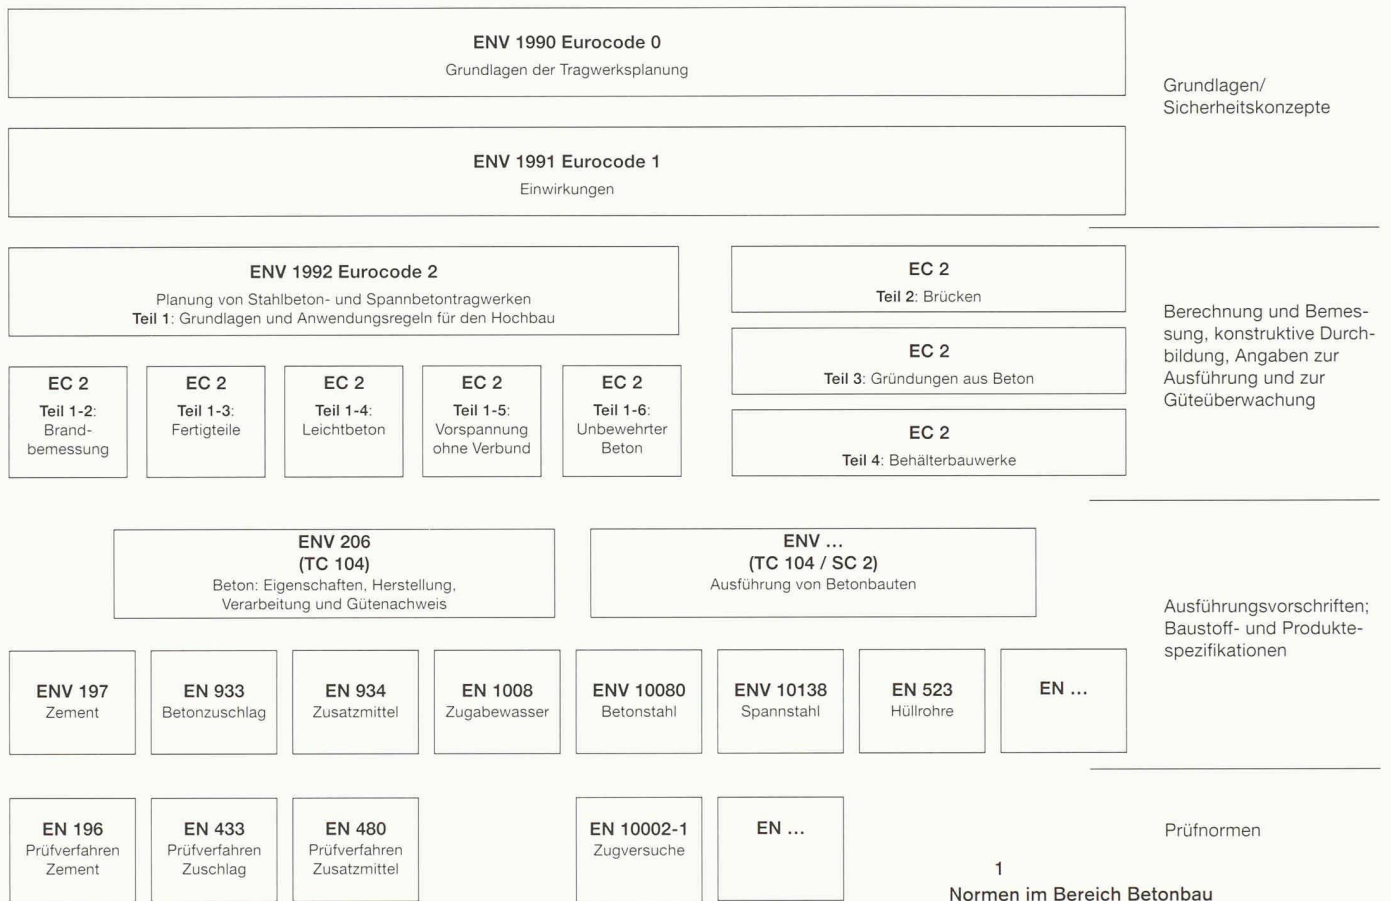 ENV 1990 Eurocode 0
Grundlagen der Tragwerksplanung
Grundlagen/
Sicherheitskonzepte
ENV 1991 Eurocode 1
Einwirkungen
ENV 1992 Eurocode 2
Planung von Stahlbeton- und Spannbetontragwerken
Teil 1: Grundlagen und Anwendungsregeln für den Hochbau
EC 2
Teil 1-2:
Brand-
bemessung
EC 2
Teil 1-3:
Fertigteile
EC 2
Teil 1-4:
Leichtbeton
EC 2
Teil 1-5:
Vorspannung
ohne Verbund
EC 2
Teil 1-6:
Unbewehrter
Beton
EC 2
Teil 2: Brücken
EC 2
Teil 3: Gründungen aus Beton
EC 2
Teil 4: Behälterbauwerke
Berechnung und Bemes-
sung, konstruktive Durch-
bildung, Angaben zur
Ausführung und zur
Güteüberwachung
ENV 206
(TC 104)
Beton: Eigenschaften, Herstellung,
Verarbeitung und Gütenachweis
ENV ...
(TC 104 / SC 2)
Ausführung von Betonbauten
Ausführungsvorschriften;
Baustoff- und Produkte-
spezifikationen
ENV 197
Zement
EN 933
Betonzuschlag
EN 934
Zusatzmittel
EN 1008
Zugabewasser
ENV 10080
Betonstahl
ENV 10138
Spannstahl
EN 523
Hüllrohre
EN ...
EN 196
Prüfverfahren
Zement
EN 433
Prüfverfahren
Zuschlag
EN 480
Prüfverfahren
Zusatzmittel
EN 10002-1
Zugversuche
EN ...
Prüfnormen
1
Normen im Bereich Betonbau